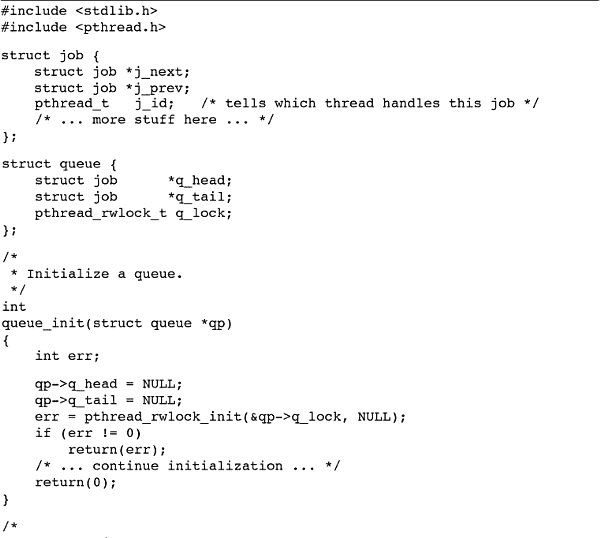 #include <stdlib.h>
#include <pthread.h>
struct job {
    struct job *j_next;
    struct job *j_prev;
    pthread_t   j_id;   /* tells which thread handles this job */
    /* ... more stuff here ... */
};
struct queue {
    struct job      *q_head;
    struct job      *q_tail;
    pthread_rwlock_t q_lock;
};
/*
 * Initialize a queue.
 */
int
queue_init(struct queue *qp)
{
    int err;
    qp->q_head = NULL;
    qp->q_tail = NULL;
    err = pthread_rwlock_init(&qp->q_lock, NULL);
    if (err != 0)
        return(err);
    /* ... continue initialization ... */
    return(0);
}
/*